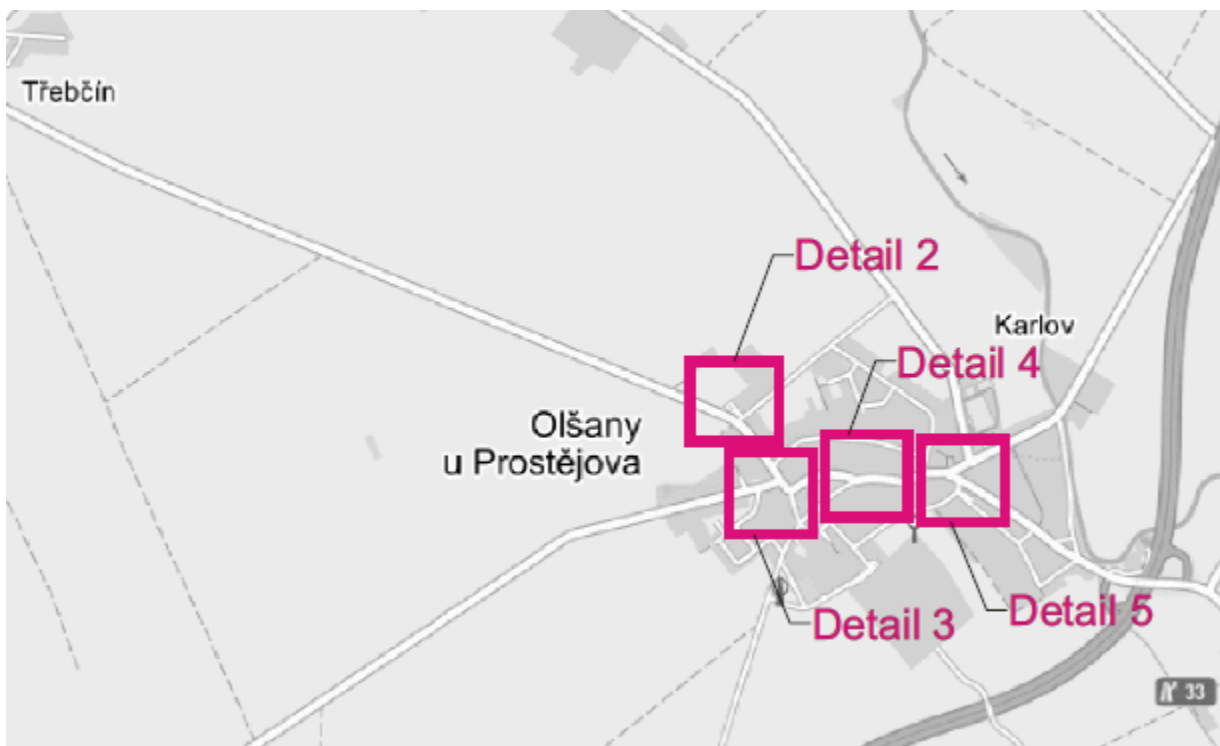 Třebčín
Detail 2
Karlov
Detail 4
Olšany
u Prostějova
Detail 5
Detail 3
33